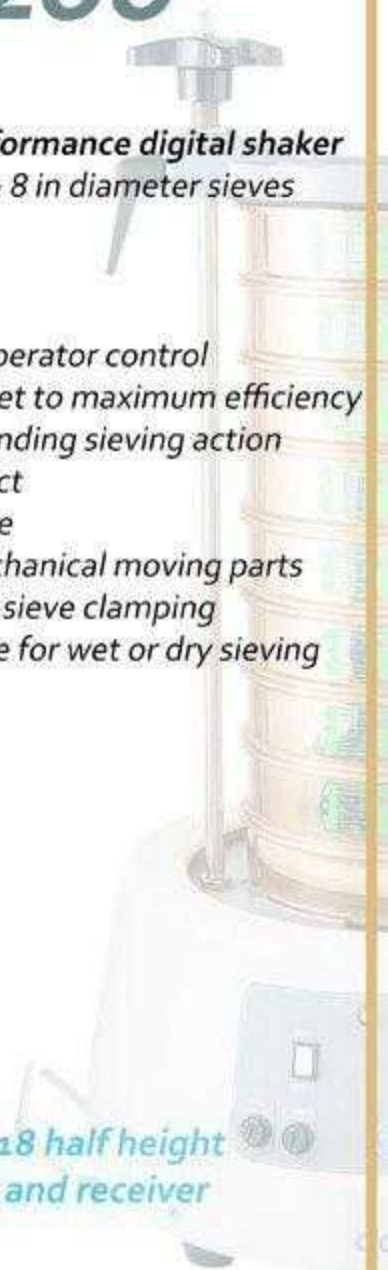 200
formance digital shaker
8 in diameter sieves
perator control
et to maximum efficiency
nding sieving action
ct
e
chanical moving parts
sieve clamping
e for wet or dry sieving
18 half height
and receiver